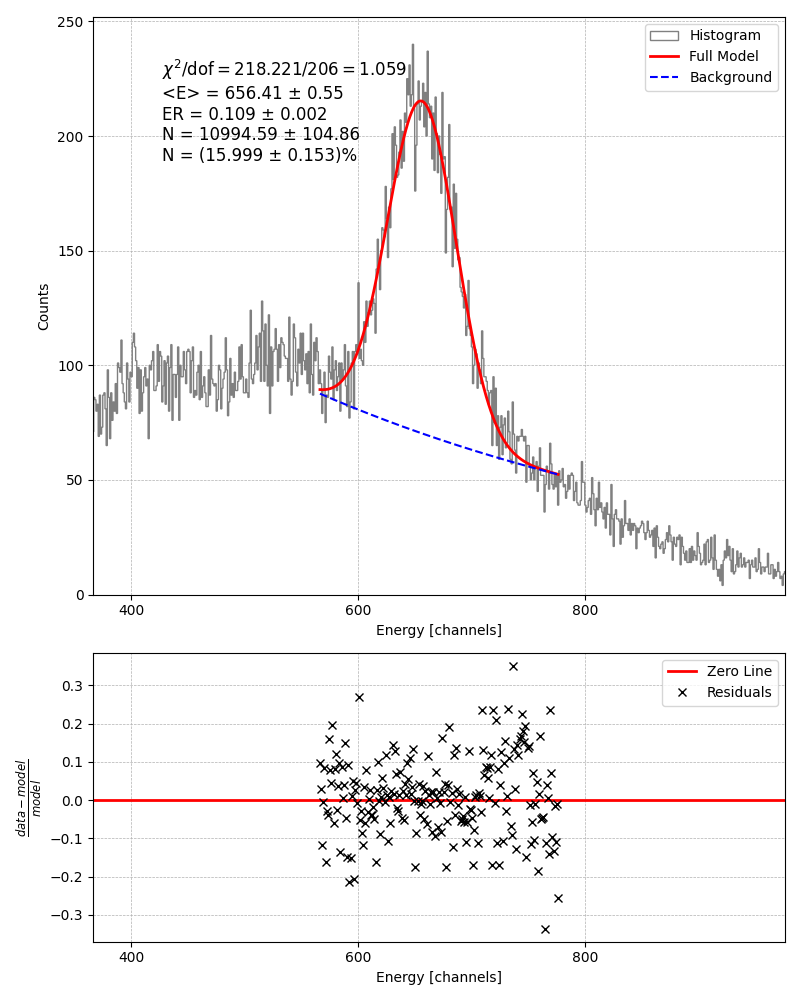 250
200
150
100
50
0
Counts
χ²/dof = 218.221/206 = 1.059
<E> = 656.41 ± 0.55
ER = 0.109 ± 0.002
N = 10994.59 ± 104.86
N = (15.999 ± 0.153)%
Histogram
Full Model
Background
400 600 800
Energy [channels]
0.3
0.2
0.1
0.0
−0.1
−0.2
−0.3
data − model
model
Zero Line
Residuals
400 600 800
Energy [channels]